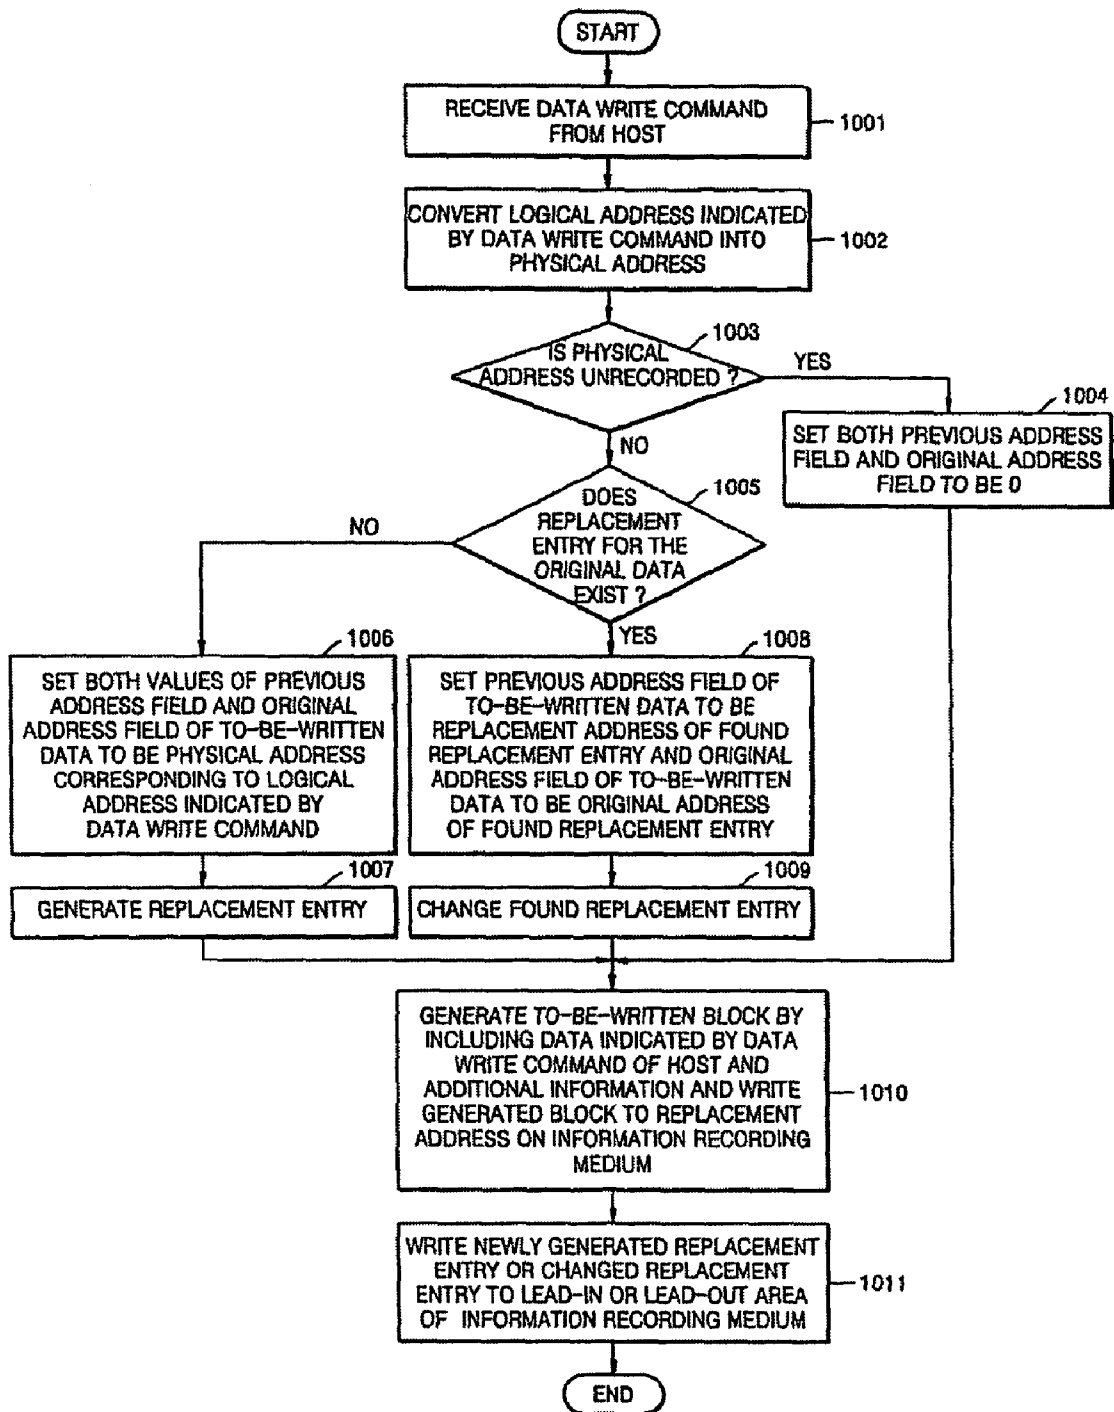 START
RECEIVE DATA WRITE COMMAND
FROM HOST
1001
CONVERT LOGICAL ADDRESS INDICATED
BY DATA WRITE COMMAND INTO
PHYSICAL ADDRESS
1002
1003
IS PHYSICAL
ADDRESS UNRECORDED ?
YES
1004
SET BOTH PREVIOUS ADDRESS
FIELD AND ORIGINAL ADDRESS
FIELD TO BE 0
NO
1005
DOES
REPLACEMENT
ENTRY FOR THE
ORIGINAL DATA
EXIST ?
NO
YES
1006
SET BOTH VALUES OF PREVIOUS
ADDRESS FIELD AND ORIGINAL
ADDRESS FIELD OF TO-BE-WRITTEN
DATA TO BE PHYSICAL ADDRESS
CORRESPONDING TO LOGICAL
ADDRESS INDICATED BY
DATA WRITE COMMAND
1008
SET PREVIOUS ADDRESS FIELD OF
TO-BE-WRITTEN DATA TO BE
REPLACEMENT ADDRESS OF FOUND
REPLACEMENT ENTRY AND ORIGINAL
ADDRESS FIELD OF TO-BE-WRITTEN
DATA TO BE ORIGINAL ADDRESS
OF FOUND REPLACEMENT ENTRY
1007
GENERATE REPLACEMENT ENTRY
1009
CHANGE FOUND REPLACEMENT ENTRY
GENERATE TO-BE-WRITTEN BLOCK BY
INCLUDING DATA INDICATED BY DATA
WRITE COMMAND OF HOST AND
ADDITIONAL INFORMATION AND WRITE
GENERATED BLOCK TO REPLACEMENT
ADDRESS ON INFORMATION RECORDING
MEDIUM
1010
WRITE NEWLY GENERATED REPLACEMENT
ENTRY OR CHANGED REPLACEMENT
ENTRY TO LEAD-IN OR LEAD-OUT AREA
OF INFORMATION RECORDING MEDIUM
1011
END